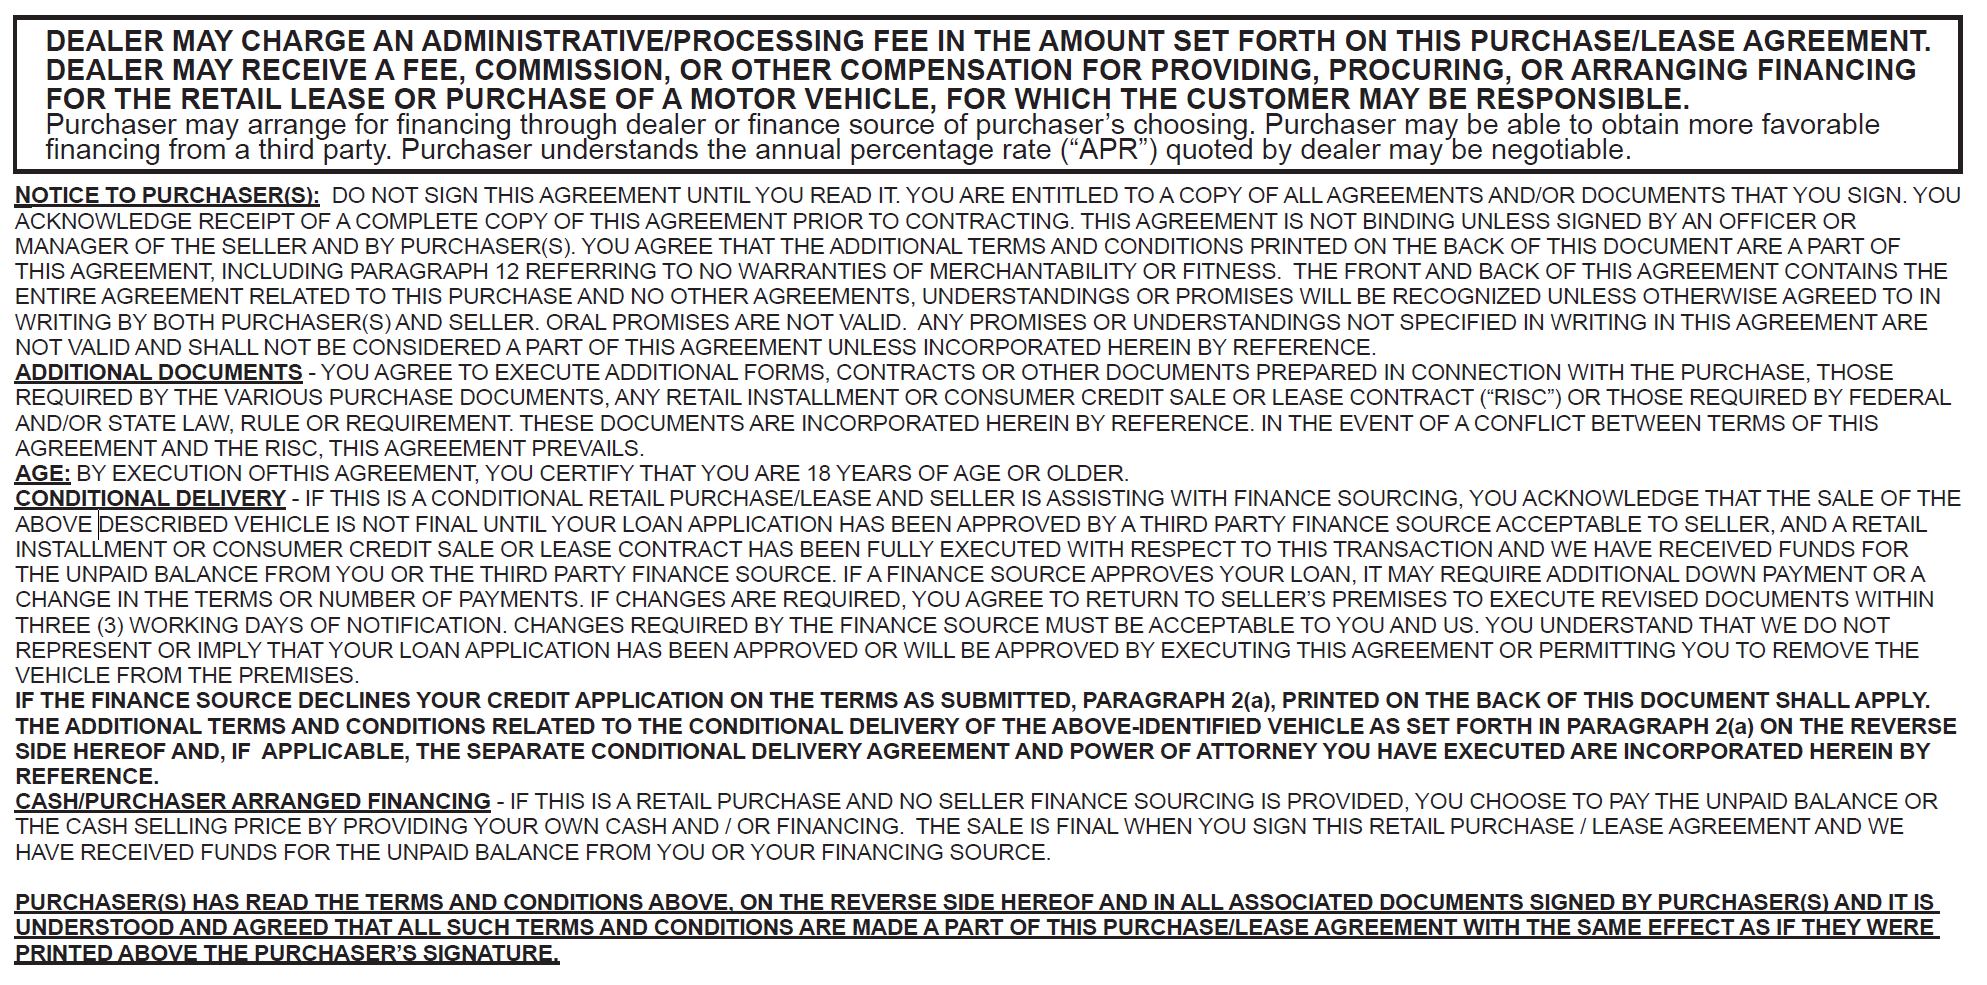 DEALER MAY CHARGE AN ADMINISTRATIVE/PROCESSING FEE IN THE AMOUNT SET FORTH ON THIS PURCHASE/LEASE AGREEMENT.
DEALER MAY RECEIVE A FEE, COMMISSION, OR OTHER COMPENSATION FOR PROVIDING, PROCURING, OR ARRANGING FINANCING
FOR THE RETAIL LEASE OR PURCHASE OF A MOTOR VEHICLE, FOR WHICH THE CUSTOMER MAY BE RESPONSIBLE.
Purchaser may arrange for financing through dealer or finance source of purchaser’s choosing. Purchaser may be able to obtain more favorable
financing from a third party. Purchaser understands the annual percentage rate (“APR”) quoted by dealer may be negotiable.
NOTICE TO PURCHASER(S): DO NOT SIGN THIS AGREEMENT UNTIL YOU READ IT. YOU ARE ENTITLED TO A COPY OF ALL AGREEMENTS AND/OR DOCUMENTS THAT YOU SIGN. YOU
ACKNOWLEDGE RECEIPT OF A COMPLETE COPY OF THIS AGREEMENT PRIOR TO CONTRACTING. THIS AGREEMENT IS NOT BINDING UNLESS SIGNED BY AN OFFICER OR
MANAGER OF THE SELLER AND BY PURCHASER(S). YOU AGREE THAT THE ADDITIONAL TERMS AND CONDITIONS PRINTED ON THE BACK OF THIS DOCUMENT ARE A PART OF
THIS AGREEMENT, INCLUDING PARAGRAPH 12 REFERRING TO NO WARRANTIES OF MERCHANTABILITY OR FITNESS. THE FRONT AND BACK OF THIS AGREEMENT CONTAINS THE
ENTIRE AGREEMENT RELATED TO THIS PURCHASE AND NO OTHER AGREEMENTS, UNDERSTANDINGS OR PROMISES WILL BE RECOGNIZED UNLESS OTHERWISE AGREED TO IN
WRITING BY BOTH PURCHASER(S) AND SELLER. ORAL PROMISES ARE NOT VALID. ANY PROMISES OR UNDERSTANDINGS NOT SPECIFIED IN WRITING IN THIS AGREEMENT ARE
NOT VALID AND SHALL NOT BE CONSIDERED A PART OF THIS AGREEMENT UNLESS INCORPORATED HEREIN BY REFERENCE.
ADDITIONAL DOCUMENTS - YOU AGREE TO EXECUTE ADDITIONAL FORMS, CONTRACTS OR OTHER DOCUMENTS PREPARED IN CONNECTION WITH THE PURCHASE, THOSE
REQUIRED BY THE VARIOUS PURCHASE DOCUMENTS, ANY RETAIL INSTALLMENT OR CONSUMER CREDIT SALE OR LEASE CONTRACT (“RISC”) OR THOSE REQUIRED BY FEDERAL
AND/OR STATE LAW, RULE OR REQUIREMENT. THESE DOCUMENTS ARE INCORPORATED HEREIN BY REFERENCE. IN THE EVENT OF A CONFLICT BETWEEN TERMS OF THIS
AGREEMENT AND THE RISC, THIS AGREEMENT PREVAILS.
AGE: BY EXECUTION OFTHIS AGREEMENT, YOU CERTIFY THAT YOU ARE 18 YEARS OF AGE OR OLDER.
CONDITIONAL DELIVERY - IF THIS IS A CONDITIONAL RETAIL PURCHASE/LEASE AND SELLER IS ASSISTING WITH FINANCE SOURCING, YOU ACKNOWLEDGE THAT THE SALE OF THE
ABOVE DESCRIBED VEHICLE IS NOT FINAL UNTIL YOUR LOAN APPLICATION HAS BEEN APPROVED BY A THIRD PARTY FINANCE SOURCE ACCEPTABLE TO SELLER, AND A RETAIL
INSTALLMENT OR CONSUMER CREDIT SALE OR LEASE CONTRACT HAS BEEN FULLY EXECUTED WITH RESPECT TO THIS TRANSACTION AND WE HAVE RECEIVED FUNDS FOR
THE UNPAID BALANCE FROM YOU OR THE THIRD PARTY FINANCE SOURCE. IF A FINANCE SOURCE APPROVES YOUR LOAN, IT MAY REQUIRE ADDITIONAL DOWN PAYMENT OR A
CHANGE IN THE TERMS OR NUMBER OF PAYMENTS. IF CHANGES ARE REQUIRED, YOU AGREE TO RETURN TO SELLER’S PREMISES TO EXECUTE REVISED DOCUMENTS WITHIN
THREE (3) WORKING DAYS OF NOTIFICATION. CHANGES REQUIRED BY THE FINANCE SOURCE MUST BE ACCEPTABLE TO YOU AND US. YOU UNDERSTAND THAT WE DO NOT
REPRESENT OR IMPLY THAT YOUR LOAN APPLICATION HAS BEEN APPROVED OR WILL BE APPROVED BY EXECUTING THIS AGREEMENT OR PERMITTING YOU TO REMOVE THE
VEHICLE FROM THE PREMISES.
IF THE FINANCE SOURCE DECLINES YOUR CREDIT APPLICATION ON THE TERMS AS SUBMITTED, PARAGRAPH 2(a), PRINTED ON THE BACK OF THIS DOCUMENT SHALL APPLY.
THE ADDITIONAL TERMS AND CONDITIONS RELATED TO THE CONDITIONAL DELIVERY OF THE ABOVE-IDENTIFIED VEHICLE AS SET FORTH IN PARAGRAPH 2(a) ON THE REVERSE
SIDE HEREOF AND, IF APPLICABLE, THE SEPARATE CONDITIONAL DELIVERY AGREEMENT AND POWER OF ATTORNEY YOU HAVE EXECUTED ARE INCORPORATED HEREIN BY
REFERENCE.
CASH/PURCHASER ARRANGED FINANCING - IF THIS IS A RETAIL PURCHASE AND NO SELLER FINANCE SOURCING IS PROVIDED, YOU CHOOSE TO PAY THE UNPAID BALANCE OR
THE CASH SELLING PRICE BY PROVIDING YOUR OWN CASH AND / OR FINANCING. THE SALE IS FINAL WHEN YOU SIGN THIS RETAIL PURCHASE / LEASE AGREEMENT AND WE
HAVE RECEIVED FUNDS FOR THE UNPAID BALANCE FROM YOU OR YOUR FINANCING SOURCE.
PURCHASER(S) HAS READ THE TERMS AND CONDITIONS ABOVE, ON THE REVERSE SIDE HEREOF AND IN ALL ASSOCIATED DOCUMENTS SIGNED BY PURCHASER(S) AND IT IS
UNDERSTOOD AND AGREED THAT ALL SUCH TERMS AND CONDITIONS ARE MADE A PART OF THIS PURCHASE/LEASE AGREEMENT WITH THE SAME EFFECT AS IF THEY WERE
PRINTED ABOVE THE PURCHASER’S SIGNATURE.